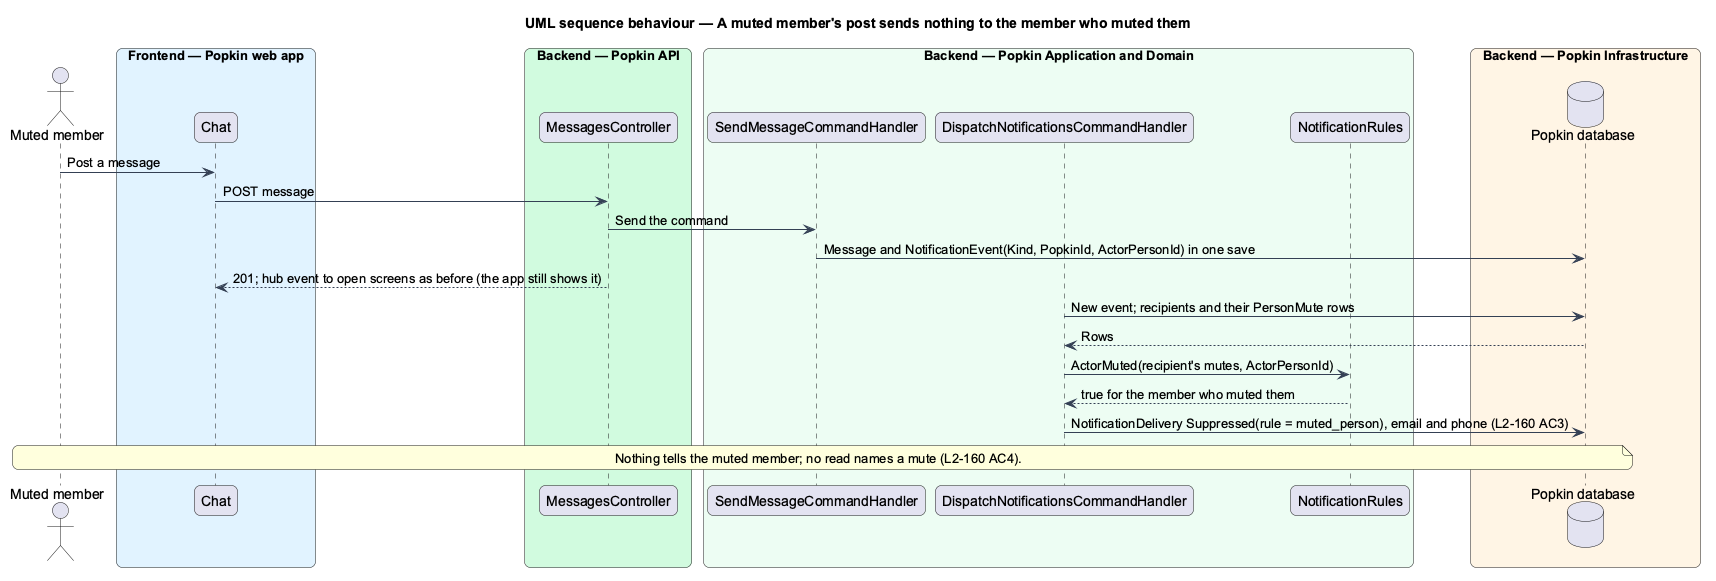 UML sequence behaviour — A muted member's post sends nothing to the member who muted them
Frontend — Popkin web app
Backend — Popkin API
Backend — Popkin Application and Domain
Backend — Popkin Infrastructure
Muted member
Chat
MessagesController
SendMessageCommandHandler
DispatchNotificationsCommandHandler
NotificationRules
Popkin database
Post a message
POST message
Send the command
Message and NotificationEvent(Kind, PopkinId, ActorPersonId) in one save
201; hub event to open screens as before (the app still shows it)
New event; recipients and their PersonMute rows
Rows
ActorMuted(recipient's mutes, ActorPersonId)
true for the member who muted them
NotificationDelivery Suppressed(rule = muted_person), email and phone (L2-160 AC3)
Nothing tells the muted member; no read names a mute (L2-160 AC4).
Muted member
Chat
MessagesController
SendMessageCommandHandler
DispatchNotificationsCommandHandler
NotificationRules
Popkin database